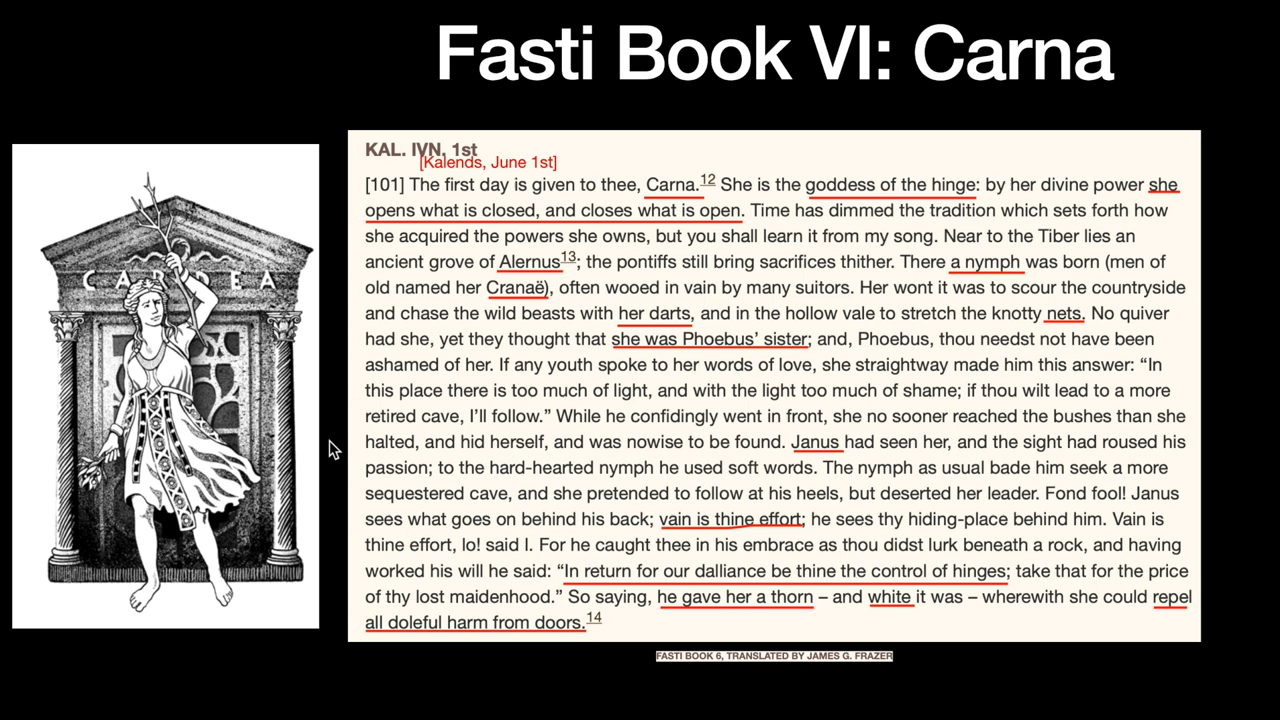 Fasti Book VI: Carna
CARDEA
KAL. IVN. 1st
[Kalends, June 1st]
[101] The first day is given to thee, Carna.12 She is the goddess of the hinge: by her divine power she
opens what is closed, and closes what is open. Time has dimmed the tradition which sets forth how
she acquired the powers she owns, but you shall learn it from my song. Near to the Tiber lies an
ancient grove of Alernus13; the pontiffs still bring sacrifices thither. There a nymph was born (men of
old named her Cranaë), often wooed in vain by many suitors. Her wont it was to scour the countryside
and chase the wild beasts with her darts, and in the hollow vale to stretch the knotty nets. No quiver
had she, yet they thought that she was Phoebus’ sister; and, Phoebus, thou needst not have been
ashamed of her. If any youth spoke to her words of love, she straightway made him this answer: “In
this place there is too much of light, and with the light too much of shame; if thou wilt lead to a more
retired cave, I’ll follow.” While he confidingly went in front, she no sooner reached the bushes than she
halted, and hid herself, and was nowise to be found. Janus had seen her, and the sight had roused his
passion; to the hard-hearted nymph he used soft words. The nymph as usual bade him seek a more
sequestered cave, and she pretended to follow at his heels, but deserted her leader. Fond fool! Janus
sees what goes on behind his back; vain is thine effort; he sees thy hiding-place behind him. Vain is
thine effort, lo! said I. For he caught thee in his embrace as thou didst lurk beneath a rock, and having
worked his will he said: “In return for our dalliance be thine the control of hinges; take that for the price
of thy lost maidenhood.” So saying, he gave her a thorn – and white it was – wherewith she could repel
all doleful harm from doors.14
FASTI BOOK 6, TRANSLATED BY JAMES G. FRAZER